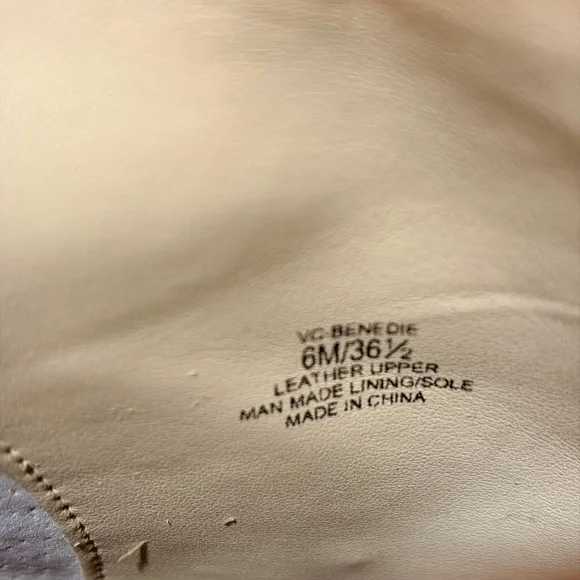 VC-BENEDIE
6M/36½
LEATHER UPPER
MAN MADE LINING/SOLE
MADE IN CHINA